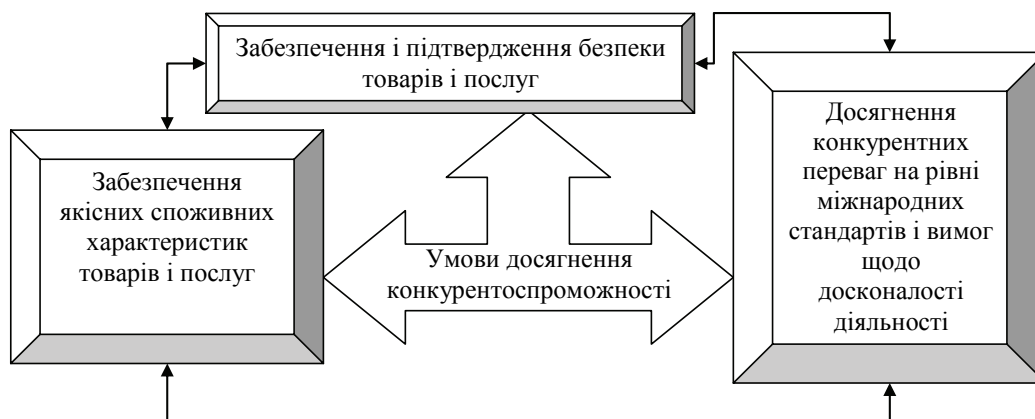 Забезпечення і підтвердження безпеки
товарів і послуг
Забезпечення
якісних споживних
характеристик
товарів і послуг
Умови досягнення
конкурентоспроможності
Досягнення
конкурентних
переваг на рівні
міжнародних
стандартів і вимог
щодо
досконалості
діяльності